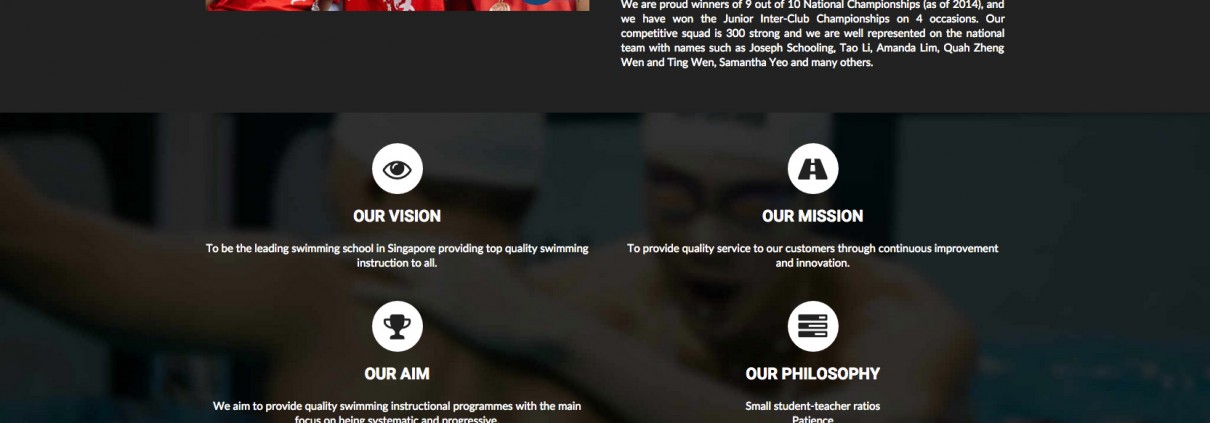 We are proud winners of 9 out of 10 National Championships (as of 2014), and
we have won the Junior Inter-Club Championships on 4 occasions. Our
competitive squad is 300 strong and we are well represented on the national
team with names such as Joseph Schooling, Tao Li, Amanda Lim, Quah Zheng
Wen and Ting Wen, Samantha Yeo and many others.
OUR VISION
To be the leading swimming school in Singapore providing top quality swimming
instruction to all.
OUR MISSION
To provide quality service to our customers through continuous improvement
and innovation.
OUR AIM
We aim to provide quality swimming instructional programmes with the main
focus on being systematic and progressive.
OUR PHILOSOPHY
Small student-teacher ratios
Patience